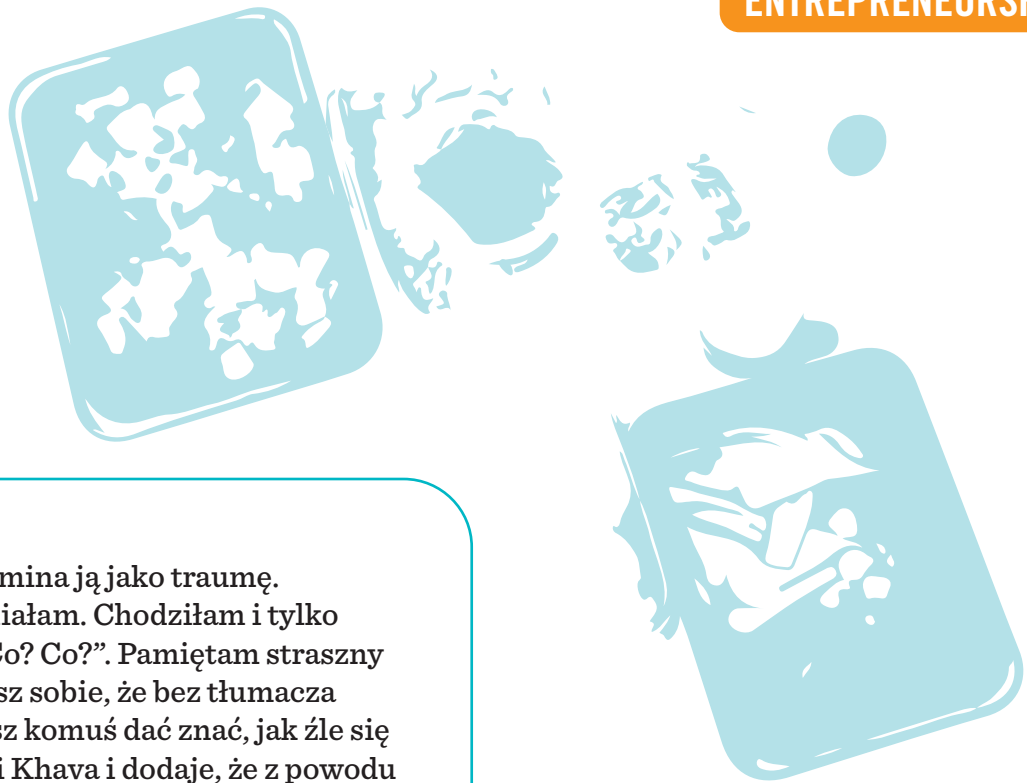 ENTREPRENEURS
mina ją jako traumę.
iałam. Chodziłam i tylko
Co? Co?”. Pamiętam straszny
sz sobie, że bez tłumacza
sz komuś dać znać, jak źle się
i Khava i dodaje, że z powodu